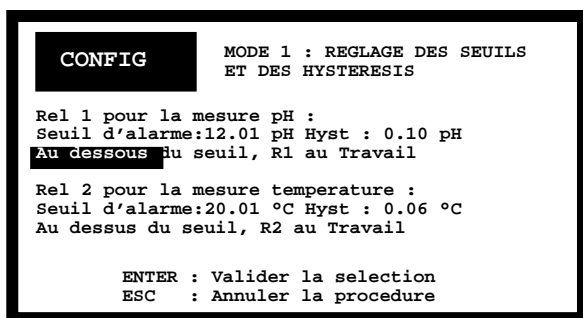 CONFIG
MODE 1 : REGLAGE DES SEUILS
ET DES HYSTERESIS
Rel 1 pour la mesure pH :
Seuil d'alarme:12.01 pH Hyst : 0.10 pH
Au dessous du seuil, R1 au Travail
Rel 2 pour la mesure temperature :
Seuil d'alarme:20.01 °C Hyst : 0.06 °C
Au dessus du seuil, R2 au Travail
ENTER : Valider la selection
ESC : Annuler la procedure